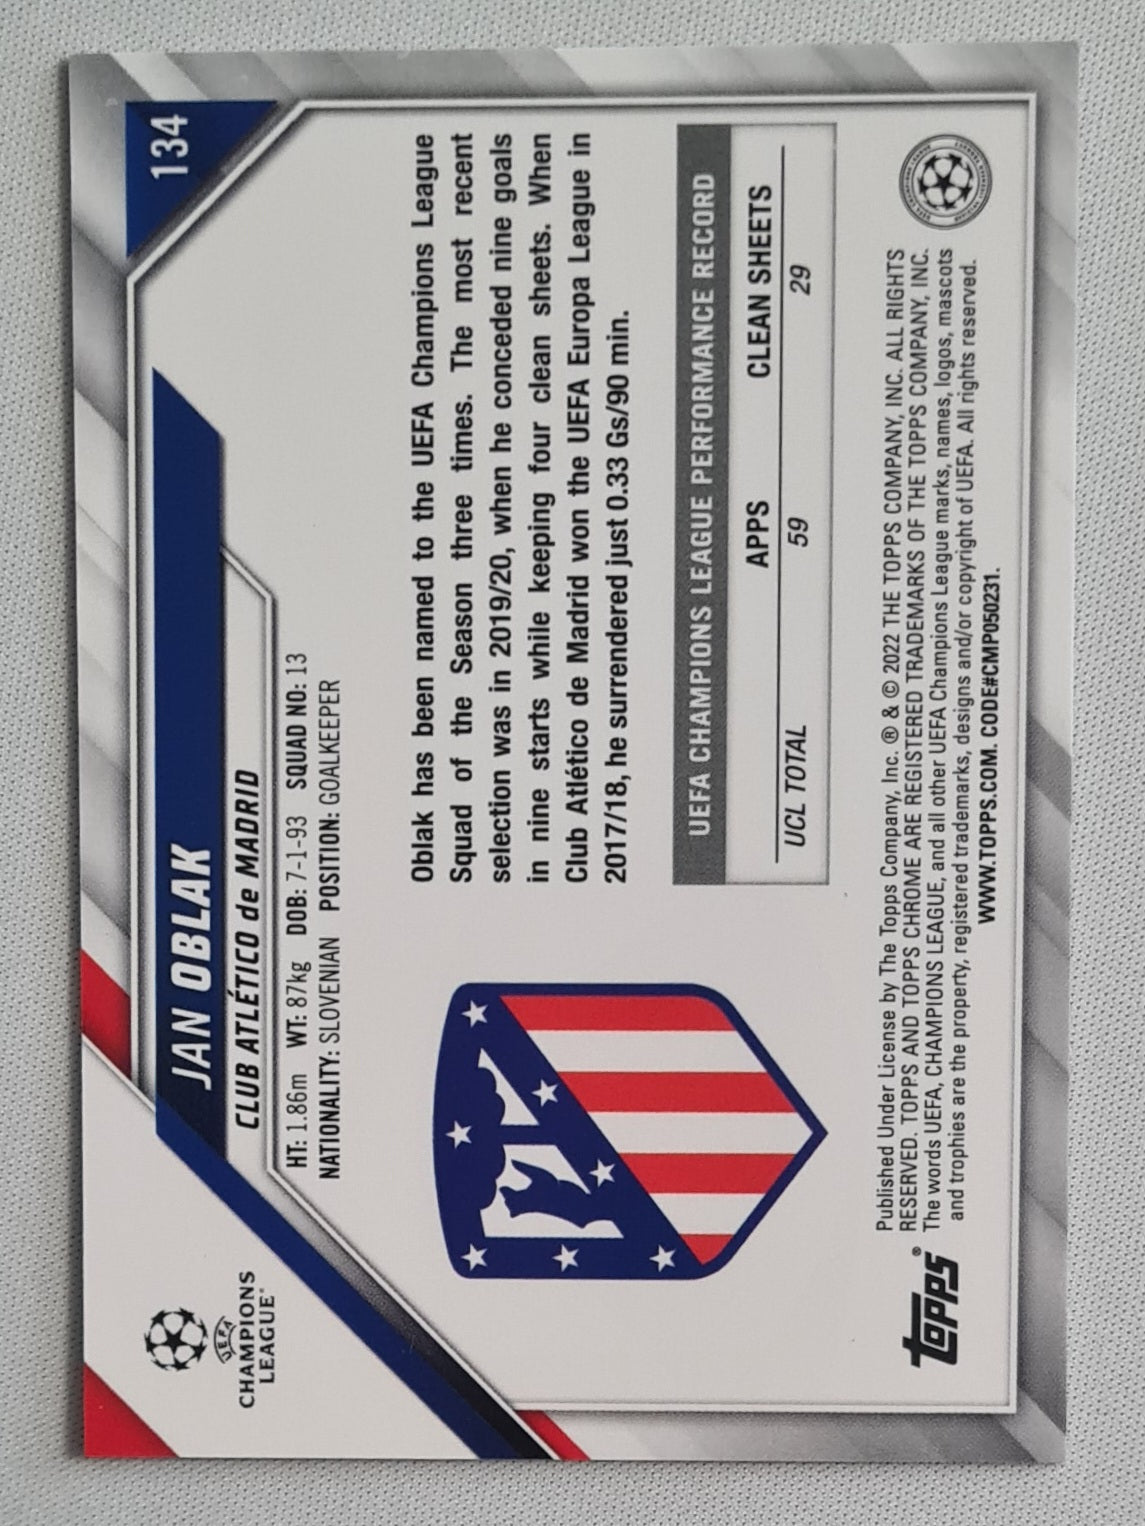 UEFA
CHAMPIONS
LEAGUE
JAN OBLAK
134
CLUB ATLÉTICO de MADRID
HT: 1.86m WT: 87kg DOB: 7-1-93 SQUAD NO: 13
NATIONALITY: SLOVENIAN POSITION: GOALKEEPER
Oblak has been named to the UEFA Champions League
Squad of the Season three times. The most recent
selection was in 2019/20, when he conceded nine goals
in nine starts while keeping four clean sheets. When
Club Atlético de Madrid won the UEFA Europa League in
2017/18, he surrendered just 0.33 Gs/90 min.
UEFA CHAMPIONS LEAGUE PERFORMANCE RECORD
APPS CLEAN SHEETS
UCL TOTAL 59 29
Topps®
Published Under License by The Topps Company, Inc. ® & © 2022 THE TOPPS COMPANY, INC. ALL RIGHTS
RESERVED. TOPPS AND TOPPS CHROME ARE REGISTERED TRADEMARKS OF THE TOPPS COMPANY, INC.
The words UEFA, CHAMPIONS LEAGUE, and all other UEFA Champions League marks, names, logos, mascots
and trophies are the property, registered trademarks, designs and/or copyright of UEFA. All rights reserved.
WWW.TOPPS.COM. CODE#CMP050231.